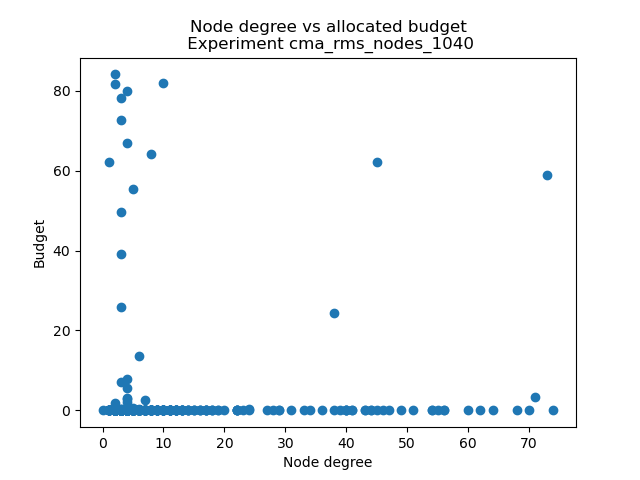 Node degree vs allocated budget
Experiment cma_rms_nodes_1040
80
60
40
20
0
Budget
0 10 20 30 40 50 60 70
Node degree